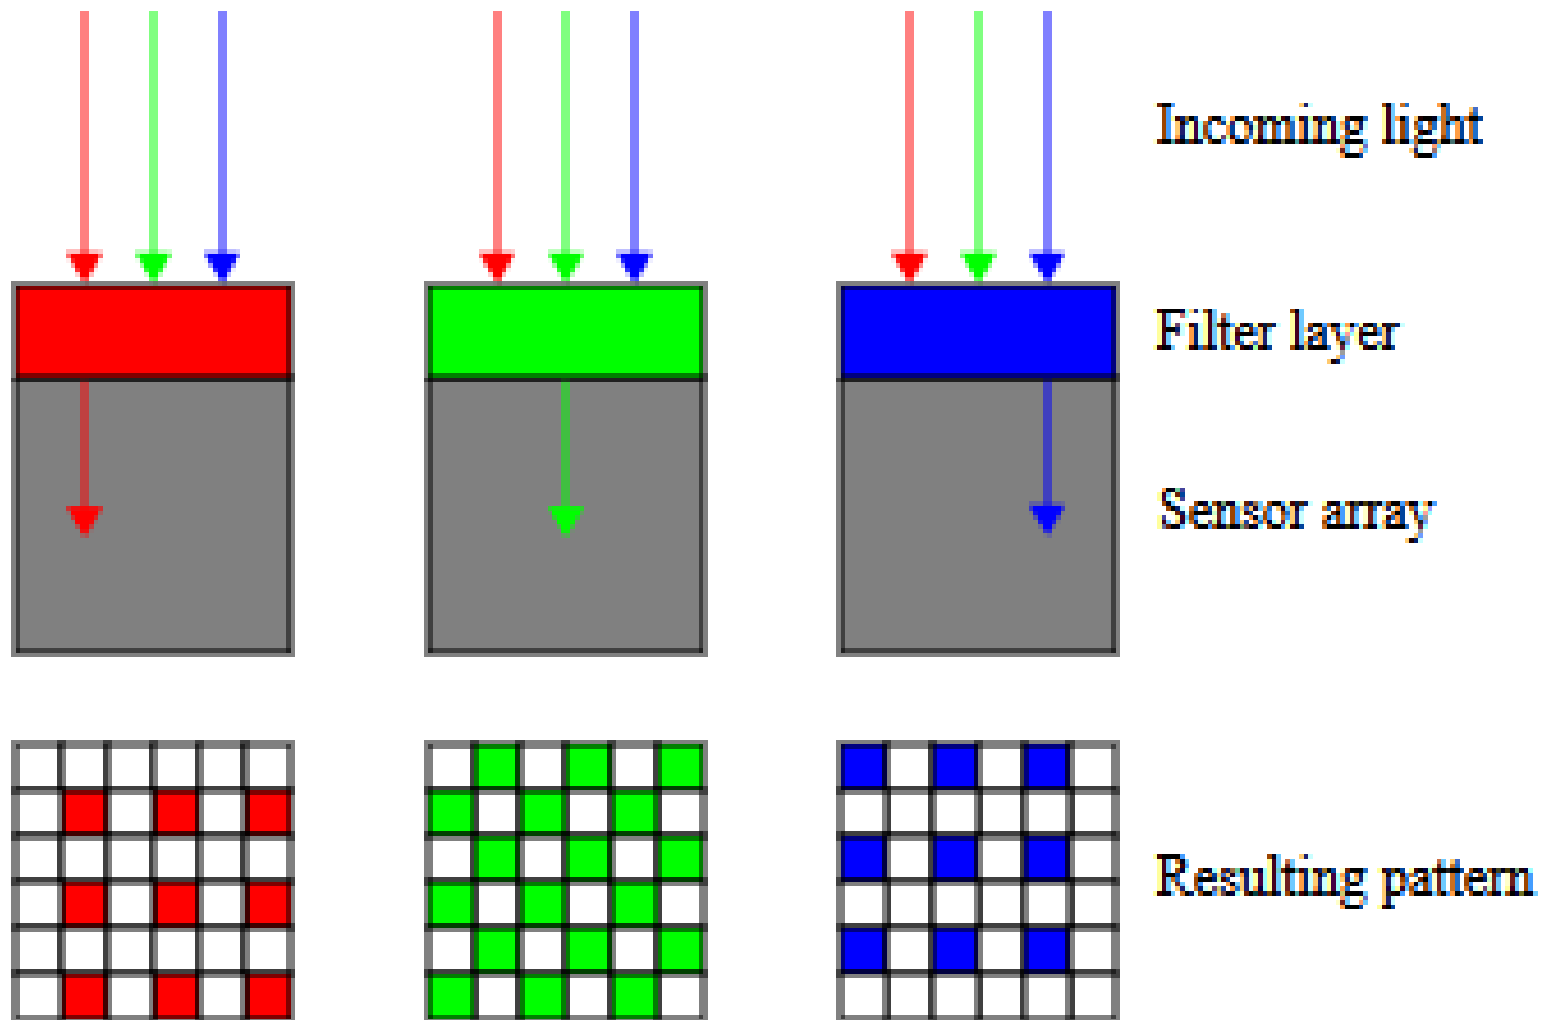 Incoming light
Filter layer
Sensor array
Resulting pattern